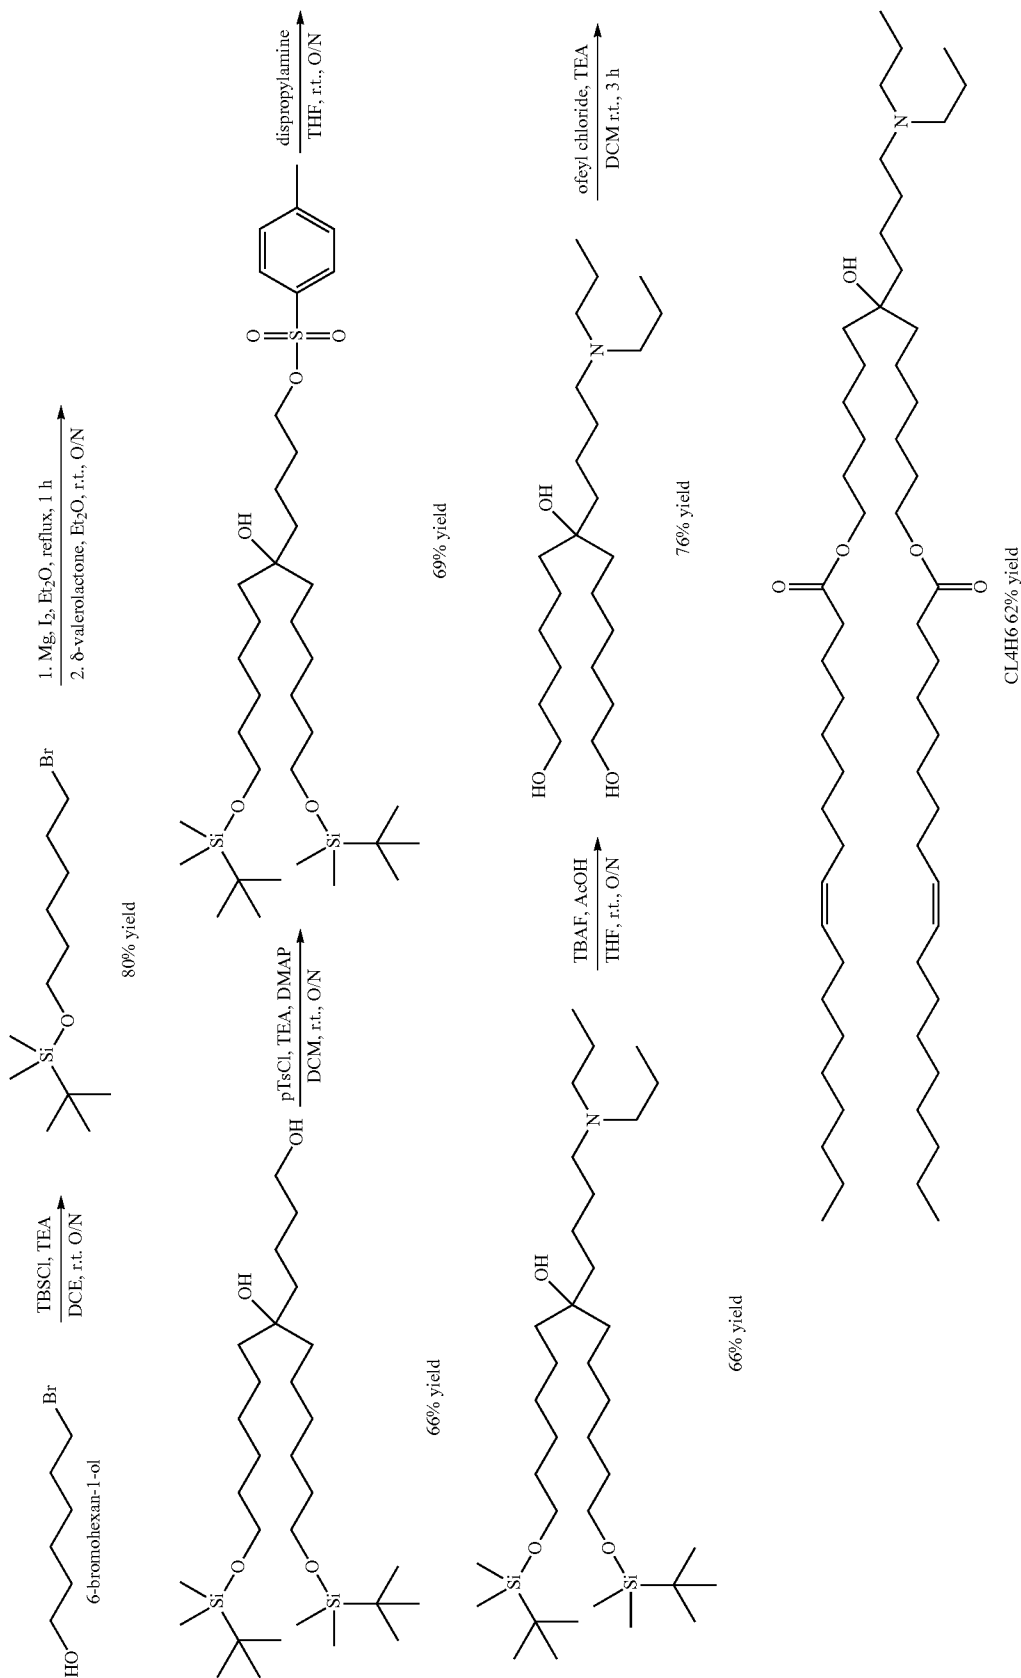 HO
Br
6-bromohexan-1-ol
TBSCl, TEA
DCE, r.t. O/N
Si
O
Br
80% yield
1. Mg, I₂, Et₂O, reflux, 1 h
2. δ-valerolactone, Et₂O, r.t., O/N
Si
O
Si
O
OH
OH
66% yield
pTsCl, TEA, DMAP
DCM, r.t., O/N
Si
O
Si
O
OH
O
O
S
O
69% yield
dispropylamine
THF, r.t., O/N
Si
O
Si
O
OH
N
66% yield
TBAF, AcOH
THF, r.t., O/N
HO
HO
OH
N
76% yield
ofeyl chloride, TEA
DCM r.t., 3 h
O
O
O
O
OH
N
CL4H6 62% yield